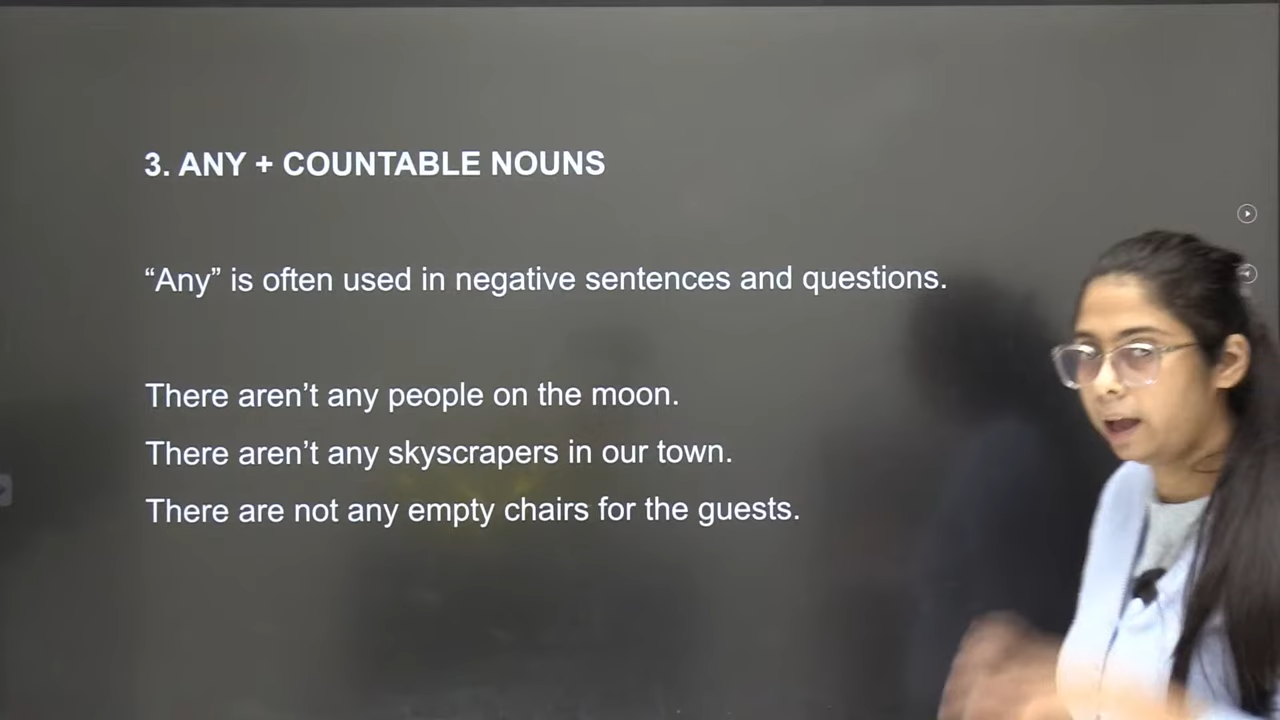 3. ANY + COUNTABLE NOUNS
“Any” is often used in negative sentences and questions.
There aren’t any people on the moon.
There aren’t any skyscrapers in our town.
There are not any empty chairs for the guests.